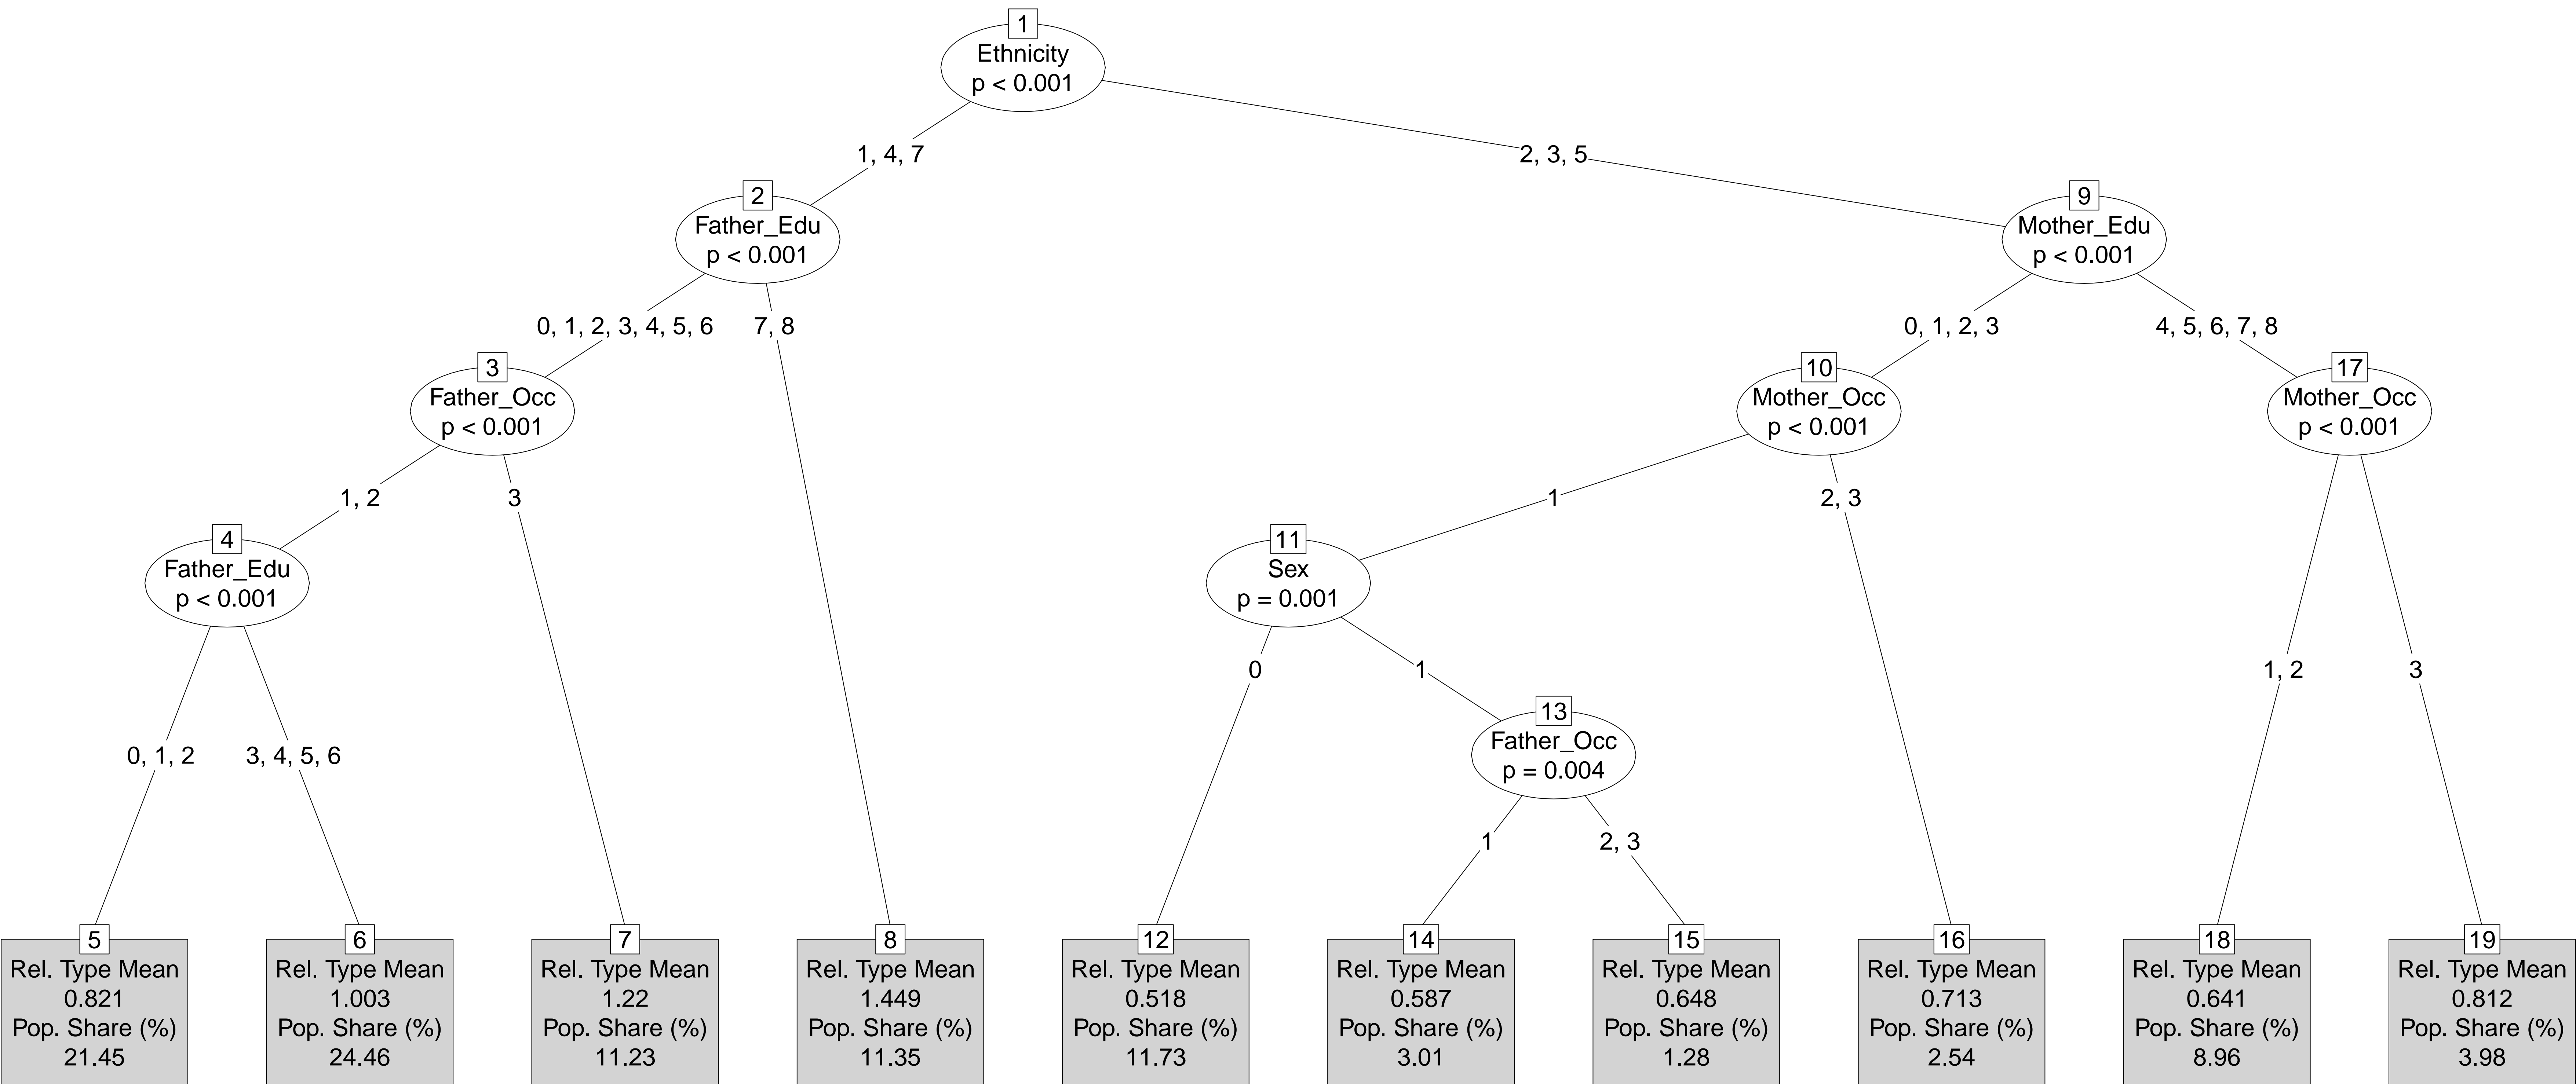 1
Ethnicity
p < 0.001
1, 4, 7
2, 3, 5
2
Father_Edu
p < 0.001
9
Mother_Edu
p < 0.001
0, 1, 2, 3, 4, 5, 6
7, 8
0, 1, 2, 3
4, 5, 6, 7, 8
3
Father_Occ
p < 0.001
10
Mother_Occ
p < 0.001
17
Mother_Occ
p < 0.001
1, 2
3
1
2, 3
4
Father_Edu
p < 0.001
11
Sex
p = 0.001
0
1
1, 2
3
13
Father_Occ
p = 0.004
0, 1, 2
3, 4, 5, 6
1
2, 3
5
Rel. Type Mean
0.821
Pop. Share (%)
21.45
6
Rel. Type Mean
1.003
Pop. Share (%)
24.46
7
Rel. Type Mean
1.22
Pop. Share (%)
11.23
8
Rel. Type Mean
1.449
Pop. Share (%)
11.35
12
Rel. Type Mean
0.518
Pop. Share (%)
11.73
14
Rel. Type Mean
0.587
Pop. Share (%)
3.01
15
Rel. Type Mean
0.648
Pop. Share (%)
1.28
16
Rel. Type Mean
0.713
Pop. Share (%)
2.54
18
Rel. Type Mean
0.641
Pop. Share (%)
8.96
19
Rel. Type Mean
0.812
Pop. Share (%)
3.98